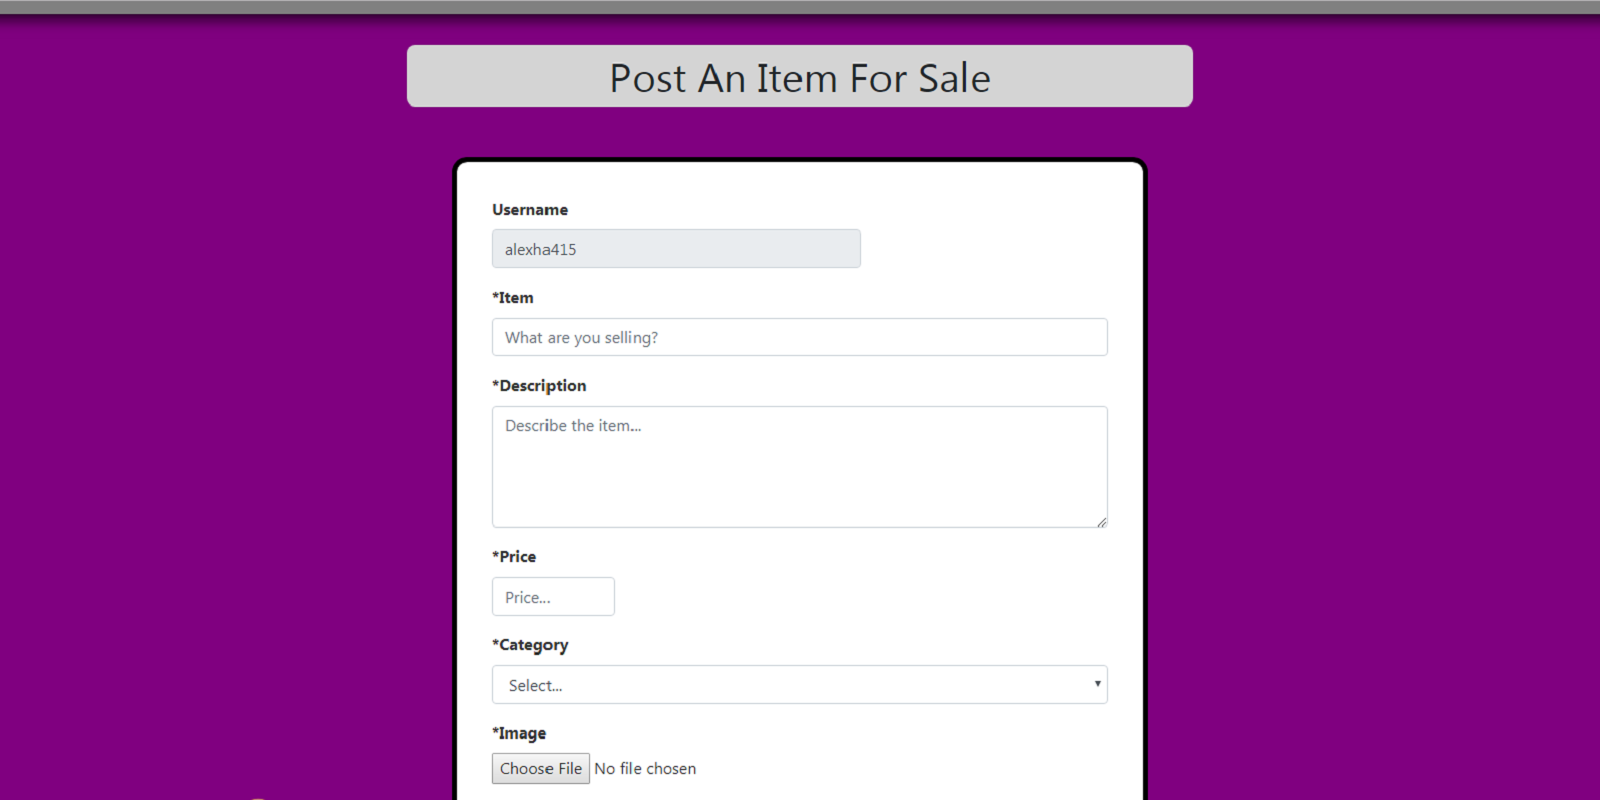 Post An Item For Sale
Username
alexha415
*Item
What are you selling?
*Description
Describe the item...
*Price
Price...
*Category
Select...
*Image
Choose File No file chosen